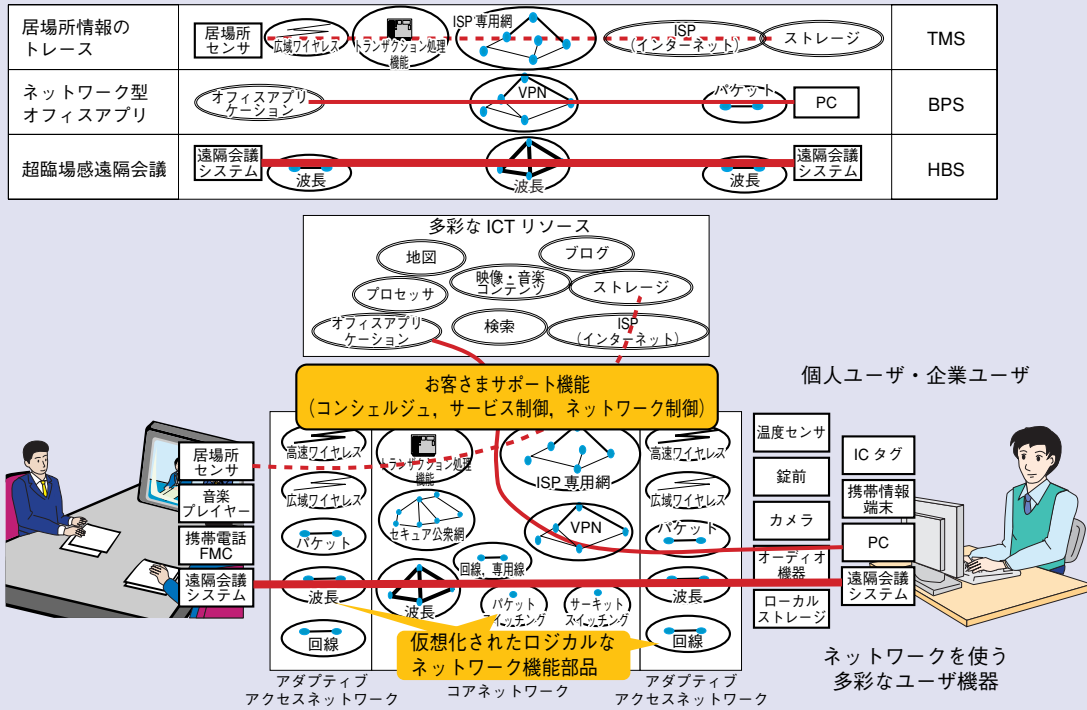 居場所情報の
トレース
居場所
センサ
広域ワイヤレス
トランザクション処理
機能
ISP 専用網
ISP
(インターネット)
ストレージ
TMS
ネットワーク型
オフィスアプリ
オフィスアプリ
ケーション
VPN
パケット
PC
BPS
超臨場感遠隔会議
遠隔会議
システム
波長
波長
波長
遠隔会議
システム
HBS
多彩な ICT リソース
地図
ブログ
映像・音楽
コンテンツ
プロセッサ
ストレージ
オフィスアプリ
ケーション
検索
ISP
(インターネット)
お客さまサポート機能
(コンシェルジュ，サービス制御，ネットワーク制御)
個人ユーザ・企業ユーザ
居場所
センサ
音楽
プレイヤー
携帯電話
FMC
遠隔会議
システム
高速ワイヤレス
広域ワイヤレス
パケット
波長
回線
トランザクション処理
機能
ISP 専用網
セキュア公衆網
VPN
回線，専用線
波長
パケット
スイッチング
サーキット
スイッチング
高速ワイヤレス
広域ワイヤレス
パケット
波長
回線
仮想化されたロジカルな
ネットワーク機能部品
温度センサ
錠前
カメラ
オーディオ
機器
ローカル
ストレージ
IC タグ
携帯情報
端末
PC
遠隔会議
システム
アダプティブ
アクセスネットワーク
コアネットワーク
アダプティブ
アクセスネットワーク
ネットワークを使う
多彩なユーザ機器